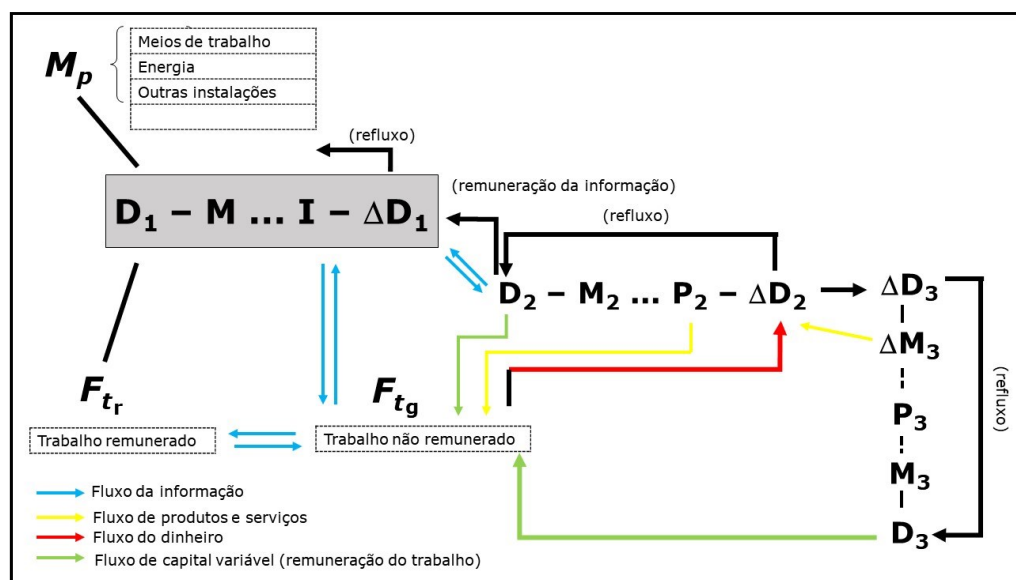 Meios de trabalho
Mp
Energia
Outras instalações
(refluxo)
(remuneração da informação)
D1 – M ... I – ΔD1
(refluxo)
D2 – M2 ... P2 – ΔD2
ΔD3
ΔM3
(refluxo)
Ftr
Ftg
P3
Trabalho remunerado
Trabalho não remunerado
M3
Fluxo da informação
Fluxo de produtos e serviços
Fluxo do dinheiro
D3
Fluxo de capital variável (remuneração do trabalho)